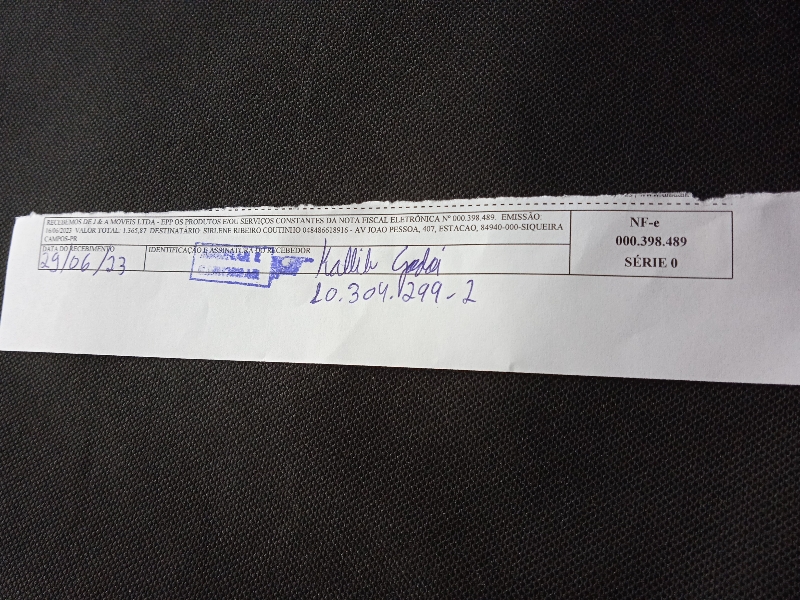 RECEBEMOS DE J & A MOVEIS LTDA - EPP OS PRODUTOS E/OU SERVIÇOS CONSTANTES DA NOTA FISCAL ELETRÔNICA Nº 000.398.489. EMISSÃO:
16/06/2023 VALOR TOTAL: 1.365,87 DESTINATÁRIO: SIRLENE RIBEIRO COUTINHO 048486518916 - AV JOAO PESSOA, 407, ESTACAO, 84940-000-SIQUEIRA
CAMPOS-PR
NF-e
000.398.489
SÉRIE 0
DATA DO RECEBIMENTO
29/06/23
IDENTIFICAÇÃO E ASSINATURA DO RECEBEDOR
10.304.299-2